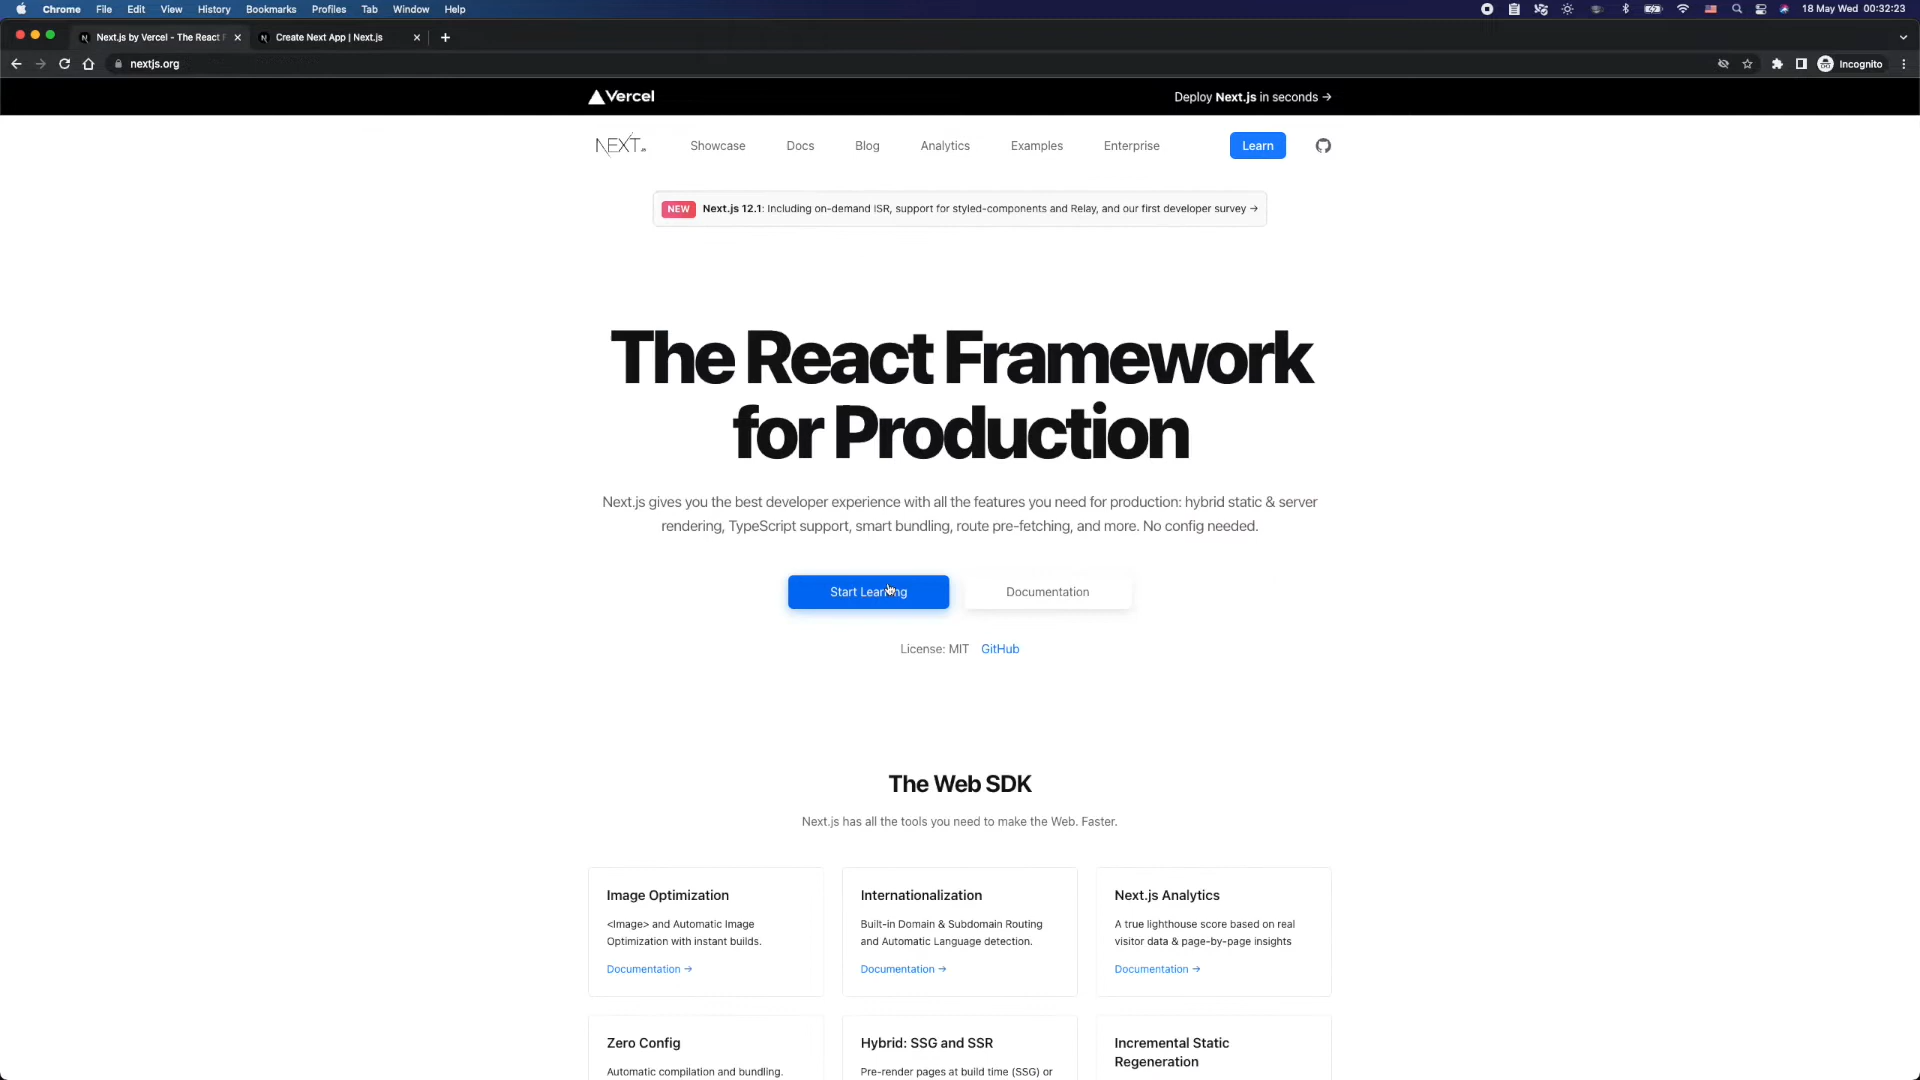 Chrome File Edit View History Bookmarks Profiles Tab Window Help 18 May Wed 00:32:23
Next.js by Vercel - The React F Create Next App | Next.js
nextjs.org Incognito
Vercel Deploy Next.js in seconds →
NEXT.JS Showcase Docs Blog Analytics Examples Enterprise Learn
NEW Next.js 12.1: Including on-demand ISR, support for styled-components and Relay, and our first developer survey →
The React Framework
for Production
Next.js gives you the best developer experience with all the features you need for production: hybrid static & server
rendering, TypeScript support, smart bundling, route pre-fetching, and more. No config needed.
Start Learning Documentation
License: MIT GitHub
The Web SDK
Next.js has all the tools you need to make the Web. Faster.
Image Optimization
<Image> and Automatic Image
Optimization with instant builds.
Documentation →
Internationalization
Built-in Domain & Subdomain Routing
and Automatic Language detection.
Documentation →
Next.js Analytics
A true lighthouse score based on real
visitor data & page-by-page insights
Documentation →
Zero Config
Automatic compilation and bundling.
Hybrid: SSG and SSR
Pre-render pages at build time (SSG) or
Incremental Static
Regeneration